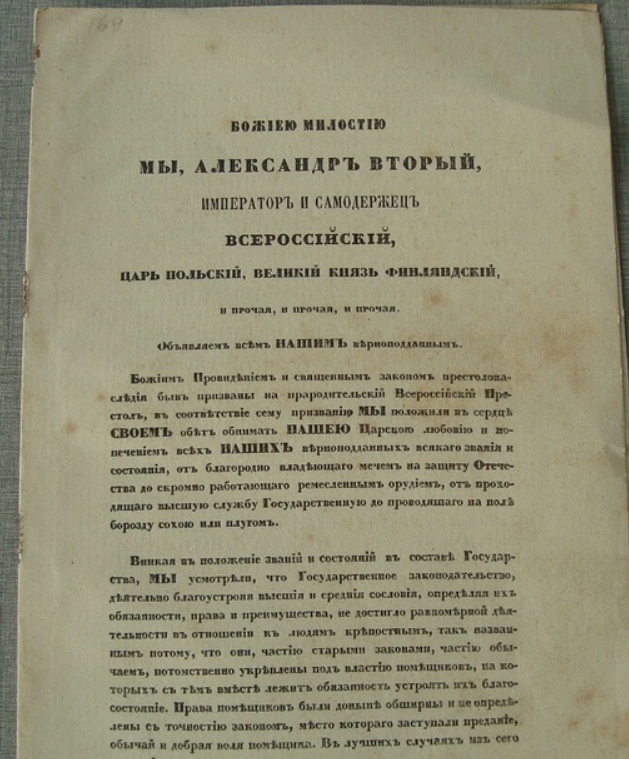 169
БОЖІЕЮ МИЛОСТІЮ
МЫ, АЛЕКСАНДРЪ ВТОРЫЙ,
ИМПЕРАТОРЪ И САМОДЕРЖЕЦЪ
ВСЕРОССІЙСКІЙ,
ЦАРЬ ПОЛЬСКІЙ, ВЕЛИКІЙ КНЯЗЬ ФИНЛЯНДСКІЙ,
и прочая, и прочая, и прочая.
Объявляемъ всѣмъ НАШИМЪ вѣрноподданнымъ.
Божіимъ Провидѣніемъ и священнымъ закономъ престолона-
слѣдія бывъ призваны на прародительскій Всероссійскій Пре-
столъ, въ соотвѣтствіе сему призванію МЫ положили въ сердцѣ
СВОЕМЪ обѣтъ обнимать НАШЕЮ Царскою любовію и по-
печеніемъ всѣхъ НАШИХЪ вѣрноподданныхъ всякаго званія и
состоянія, отъ благородно владѣющаго мечемъ на защиту Отече-
ства до скромно работающаго ремесленнымъ орудіемъ, отъ прохо-
дящаго высшую службу Государственную до проводящаго на полѣ
борозду сохою или плугомъ.
Вникая въ положеніе званій и состояній въ составѣ Государ-
ства, МЫ усмотрѣли, что Государственное законодательство,
дѣятельно благоустрояя высшія и среднія сословія, опредѣляя ихъ
обязанности, права и преимущества, не достигло равномѣрной дѣя-
тельности въ отношеніи къ людямъ крѣпостнымъ, такъ назван-
нымъ потому, что они, частію старыми законами, частію обы-
чаемъ, потомственно укрѣплены подъ властію помѣщиковъ, на ко-
торыхъ съ тѣмъ вмѣстѣ лежитъ обязанность устроять ихъ благо-
состояніе. Права помѣщиковъ были донынѣ обширны и не опредѣ-
лены съ точностію закономъ, мѣсто котораго заступали преданіе,
обычай и добрая воля помѣщика. Въ лучшихъ случаяхъ изъ сего